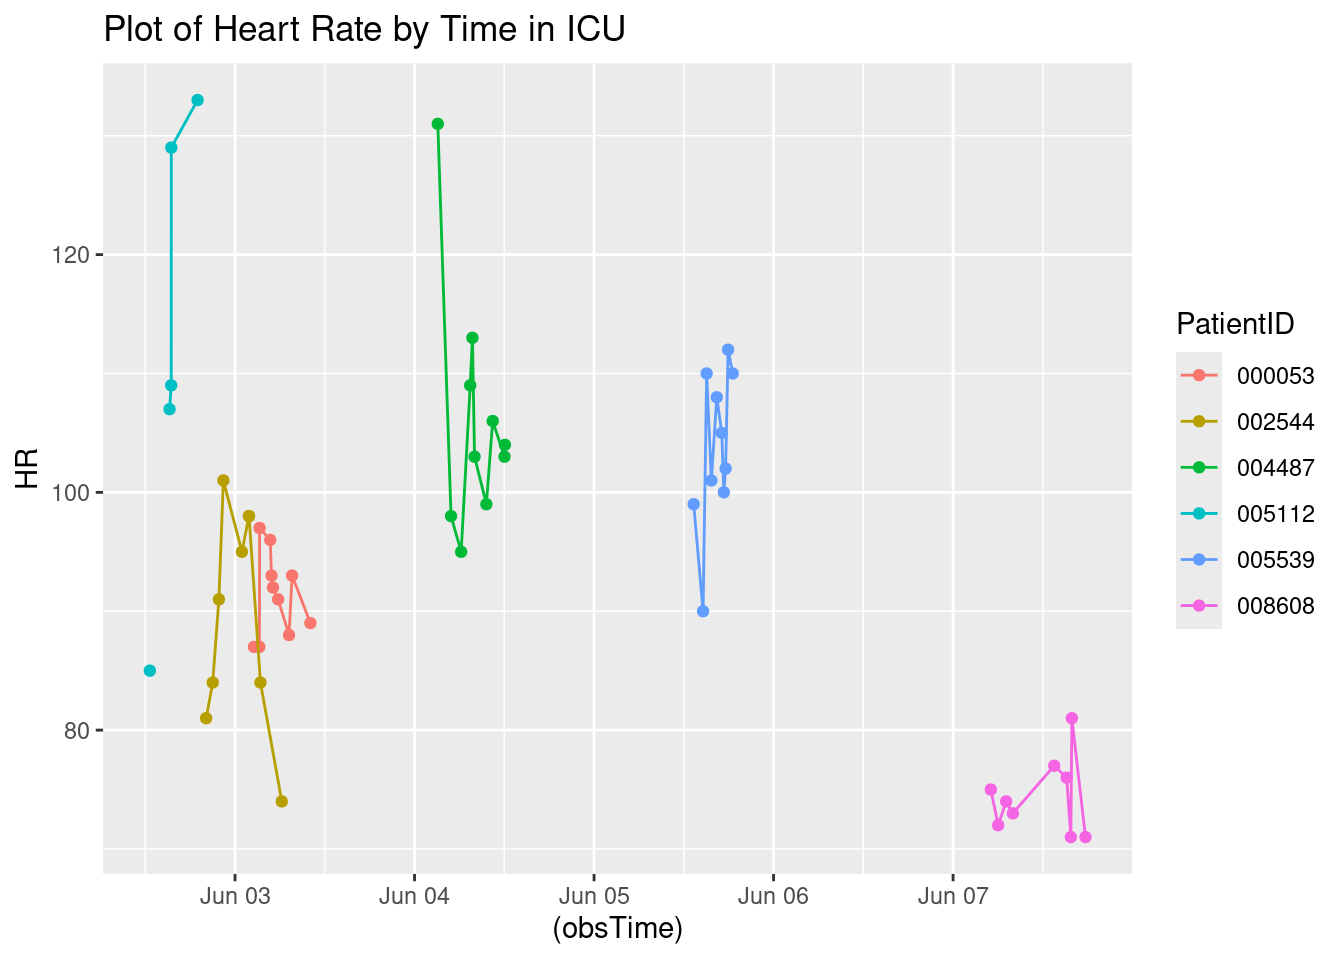 Plot of Heart Rate by Time in ICU
HR
120
100
80
Jun 03
Jun 04
Jun 05
Jun 06
Jun 07
(obsTime)
PatientID
000053
002544
004487
005112
005539
008608